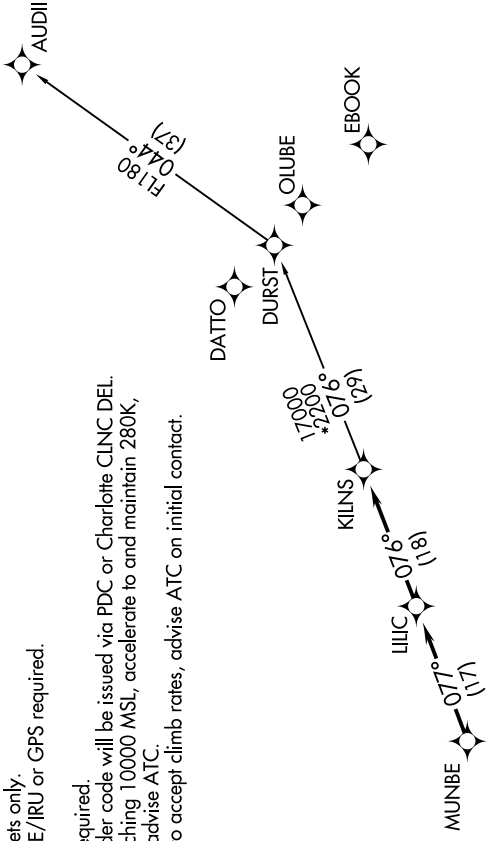 ets only.
E/IRU or GPS required.
equired.
der code will be issued via PDC or Charlotte CLNC DEL.
ching 10000 MSL, accelerate to and maintain 280K,
advise ATC.
o accept climb rates, advise ATC on initial contact.
AUDII
FL180
044°
(37)
EBOOK
OLUBE
DURST
DATTO
17000
*2200
076°
(29)
KILNS
076°
(18)
LILIC
077°
(17)
MUNBE